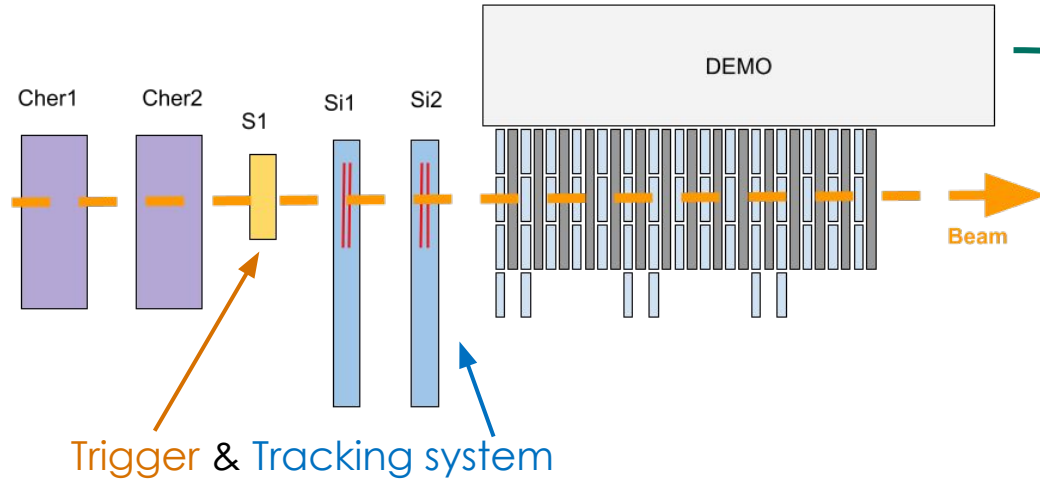 DEMO
Cher1
Cher2
S1
Si1
Si2
Beam
Trigger & Tracking system